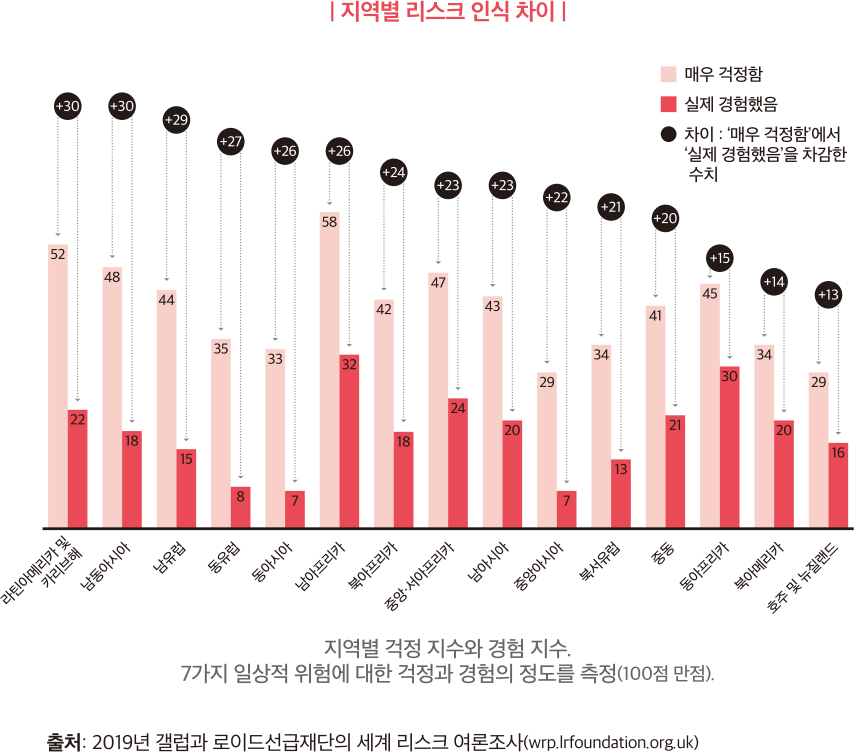 | 지역별 리스크 인식 차이 |
매우 걱정함
실제 경험했음
차이 : ‘매우 걱정함’에서
‘실제 경험했음’을 차감한
수치
+30 +30 +29 +27 +26 +26 +24 +23 +23 +22 +21 +20 +15 +14 +13
52 48 44 35 33 58 42 47 43 29 34 41 45 34 29
22 18 15 8 7 32 18 24 20 7 13 21 30 20 16
라틴아메리카 및
카리브해
남동아시아
남유럽
동유럽
동아시아
남아프리카
북아프리카
중앙·서아프리카
남아시아
중앙아시아
북서유럽
중동
동아프리카
북아메리카
호주 및 뉴질랜드
지역별 걱정 지수와 경험 지수.
7가지 일상적 위험에 대한 걱정과 경험의 정도를 측정(100점 만점).
출처: 2019년 갤럽과 로이드선급재단의 세계 리스크 여론조사(wrp.lrfoundation.org.uk)